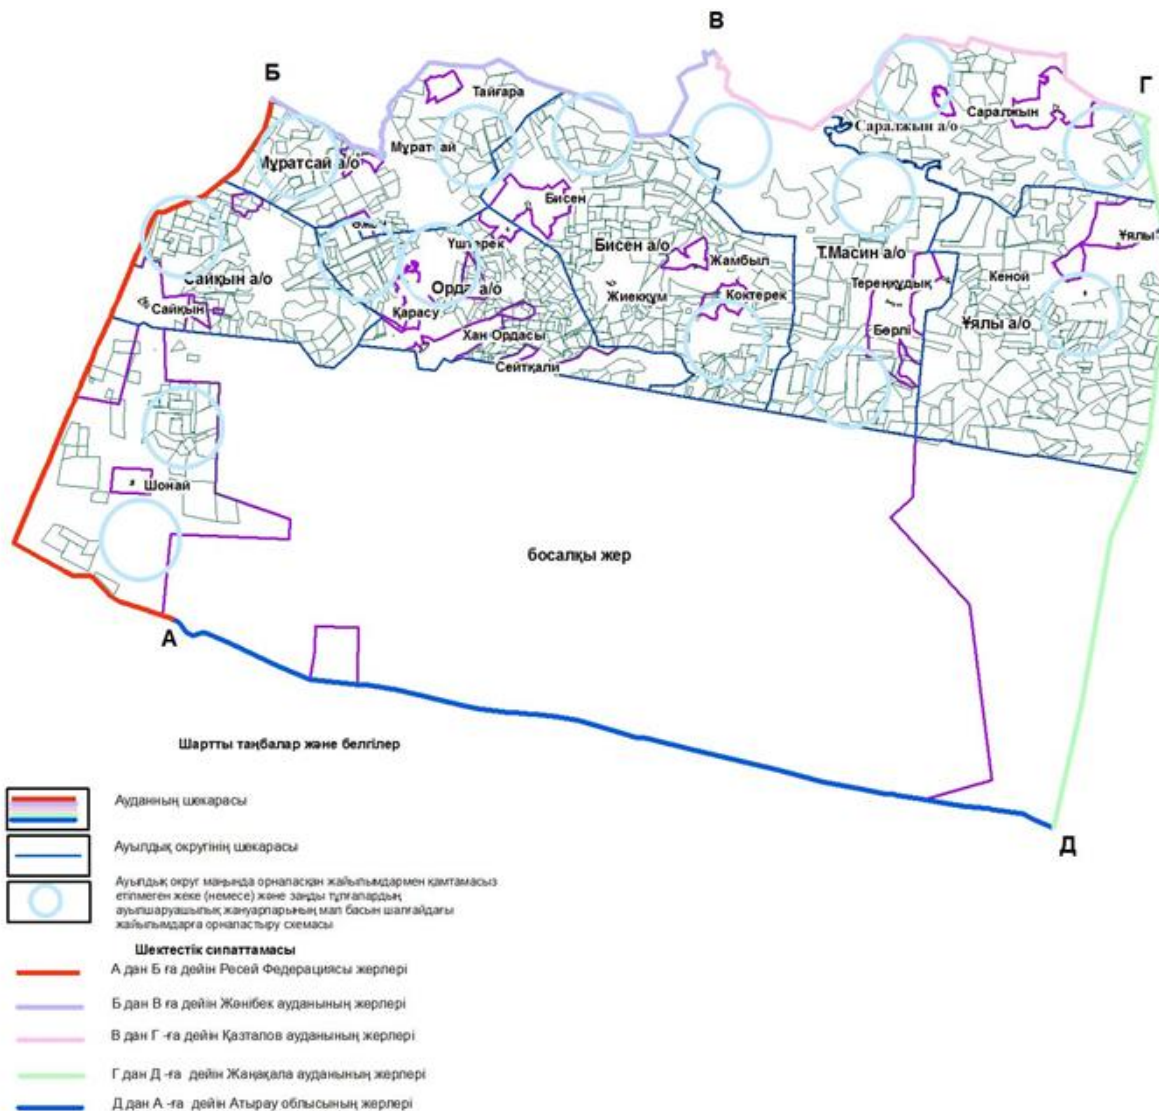 В
Б
Г
Тайғара
Саралжын
Саралжын а/о
Мұратсай
Мұратсай а/о
Бисен
Ұялы
Үштерек
Бисен а/о
Т.Масин а/о
Жамбыл
Кеной
Сайқын а/о
Орда а/о
Теренқұдық
Жиекқұм
Коктерек
Сайқын
Қарасу
Ұялы а/о
Хан Ордасы
Бөрлі
Сейтқали
Шонай
босалқы жер
А
Д
Шартты таңбалар және белгілер
Ауданның шекарасы
Ауылдық округінің шекарасы
Ауылдық округ маңында орналасқан жайылымдармен қамтамасыз
етілмеген жеке (немесе) және заңды тұлғалардың
ауылшаруашылық жануарларының мал басын шалғайдағы
жайылымдарға орналастыру схемасы
Шектестік сипаттамасы
А дан Б ға дейін Ресей Федерациясы жерлері
Б дан В ға дейін Жәнібек ауданының жерлері
В дан Г -ға дейін Қазталов ауданының жерлері
Г дан Д -ға дейін Жаңақала ауданының жерлері
Д дан А -ға дейін Атырау облысының жерлері